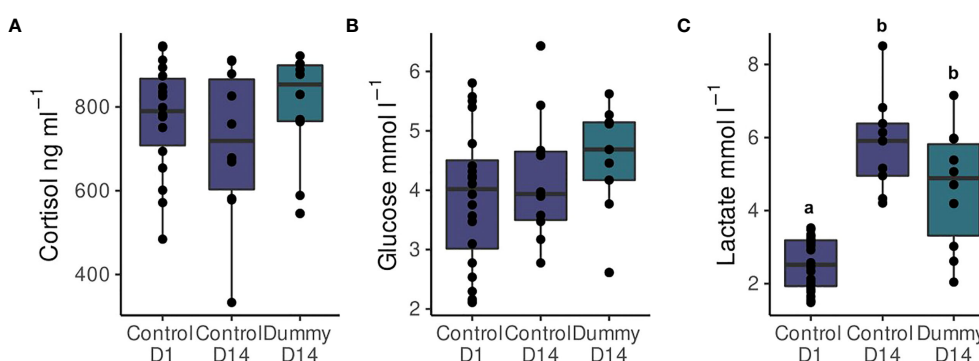 A
Cortisol ng ml⁻¹
800
600
400
Control Control Dummy
D1 D14 D14
B
Glucose mmol l⁻¹
6
5
4
3
2
Control Control Dummy
D1 D14 D14
C
Lactate mmol l⁻¹
8
6
4
2
a
b
b
Control Control Dummy
D1 D14 D14